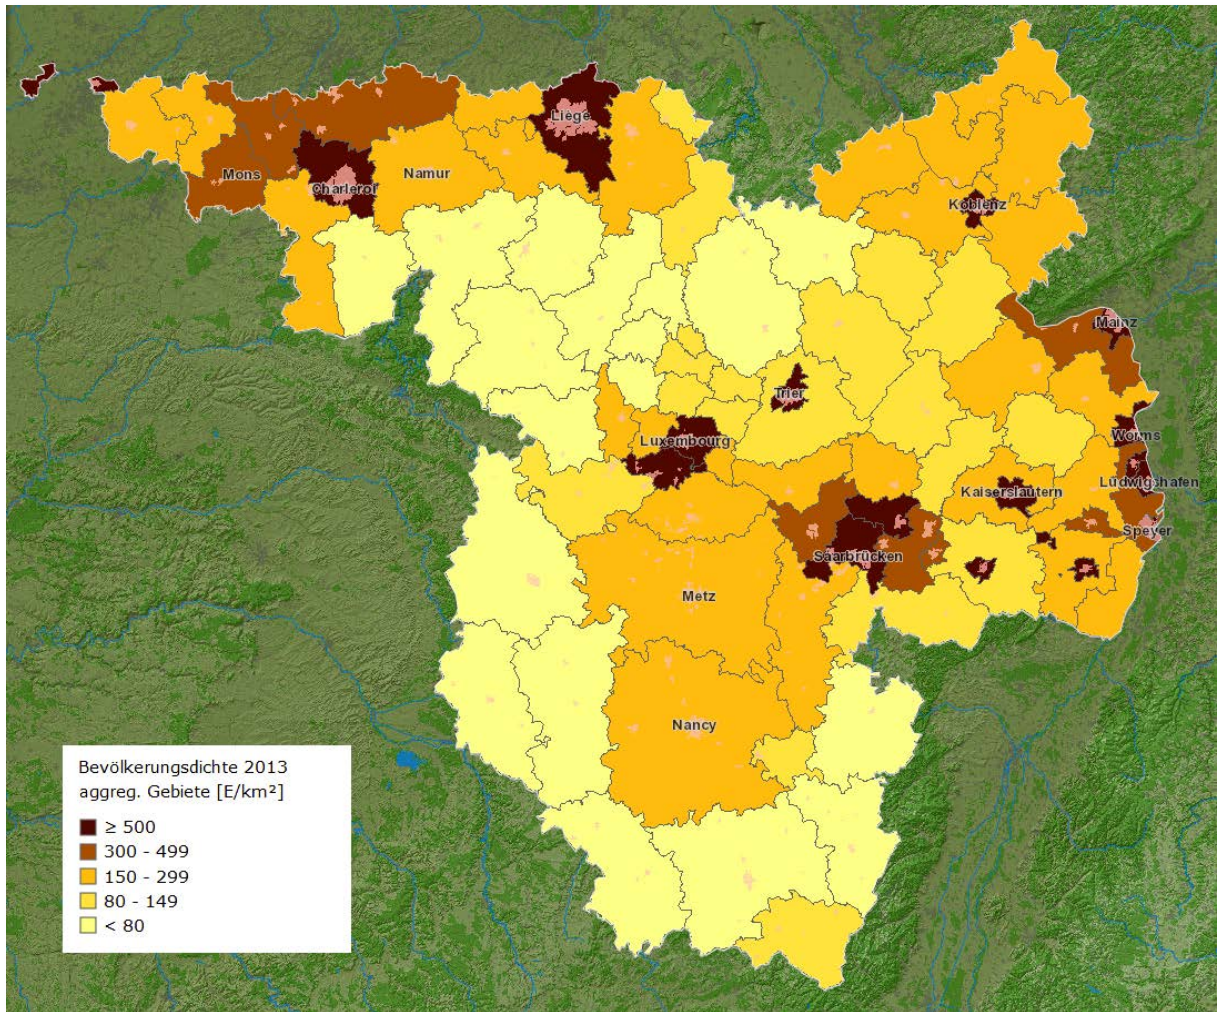 Liège
Mons
Charleroi
Namur
Koblenz
Mainz
Trier
Luxembourg
Worms
Ludwigshafen
Kaiserslautern
Speyer
Saarbrücken
Metz
Nancy
Bevölkerungsdichte 2013
aggreg. Gebiete [E/km²]
≥ 500
300 - 499
150 - 299
80 - 149
< 80